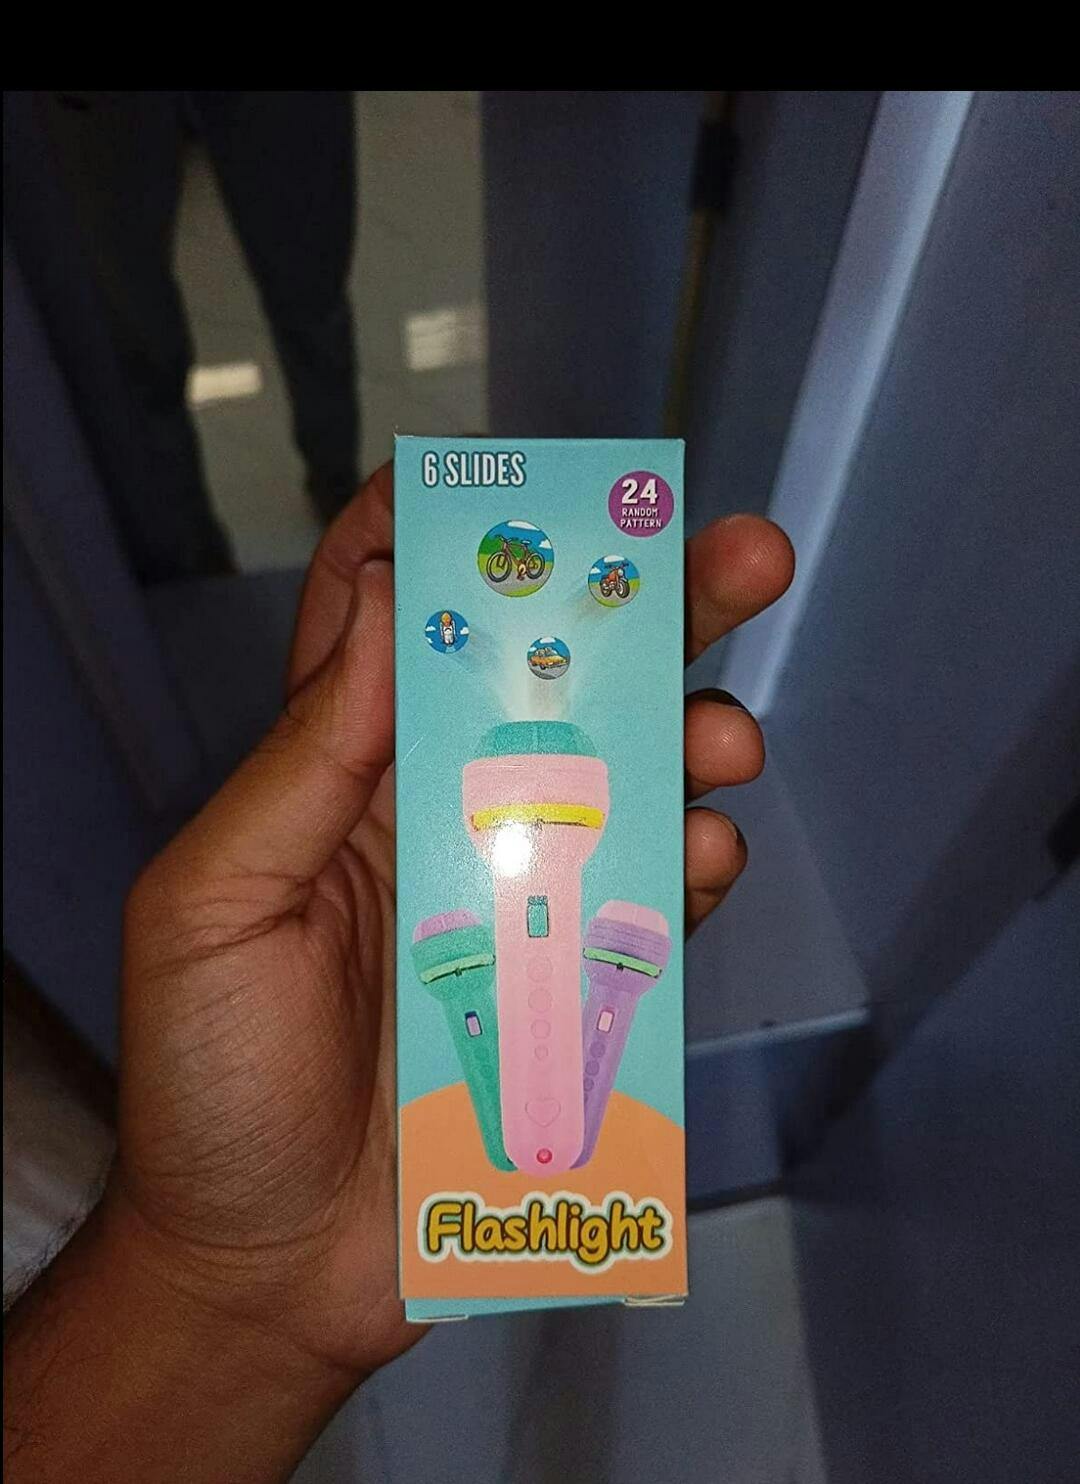 6 SLIDES
24
RANDOM
PATTERN
Flashlight